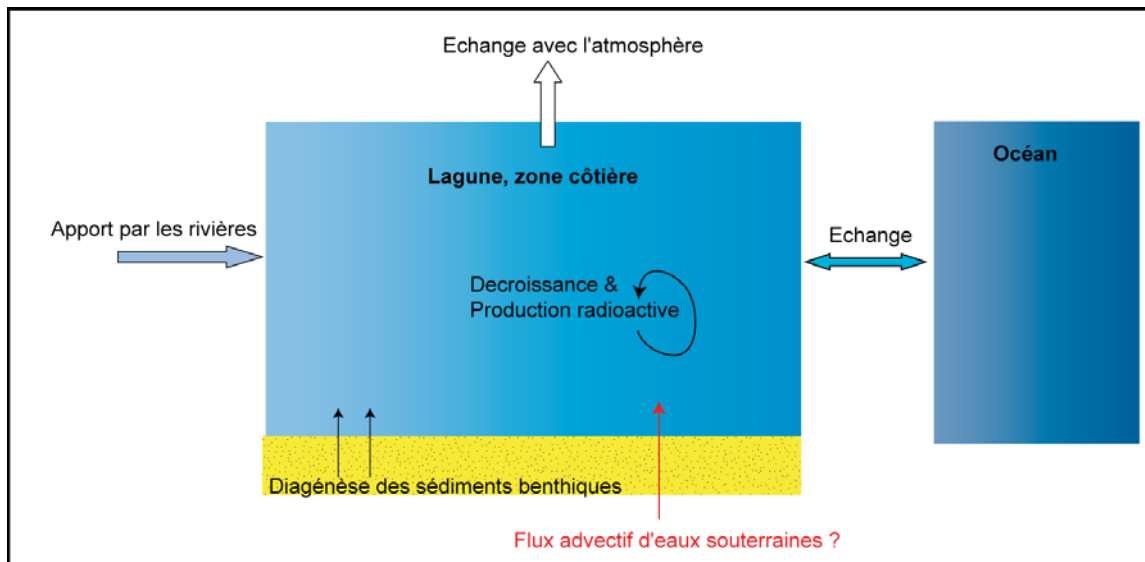 Echange avec l'atmosphère
Lagune, zone côtière
Océan
Apport par les rivières
Echange
Decroissance &
Production radioactive
Diagénèse des sédiments benthiques
Flux advectif d'eaux souterraines ?